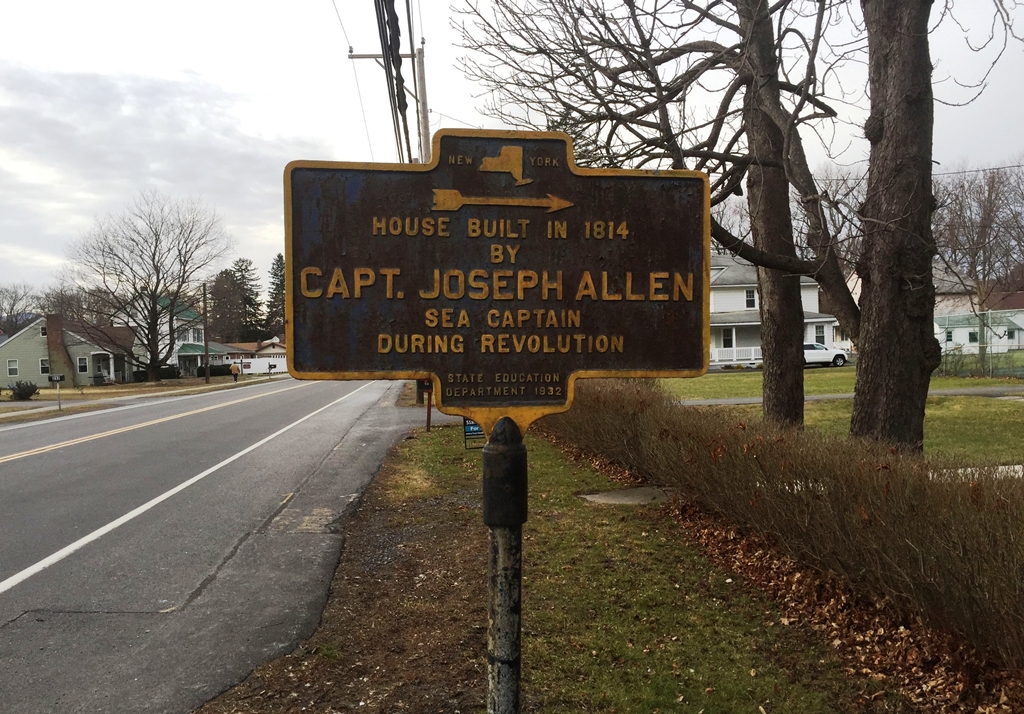 NEW YORK
HOUSE BUILT IN 1814
BY
CAPT. JOSEPH ALLEN
SEA CAPTAIN
DURING REVOLUTION
STATE EDUCATION
DEPARTMENT 1932